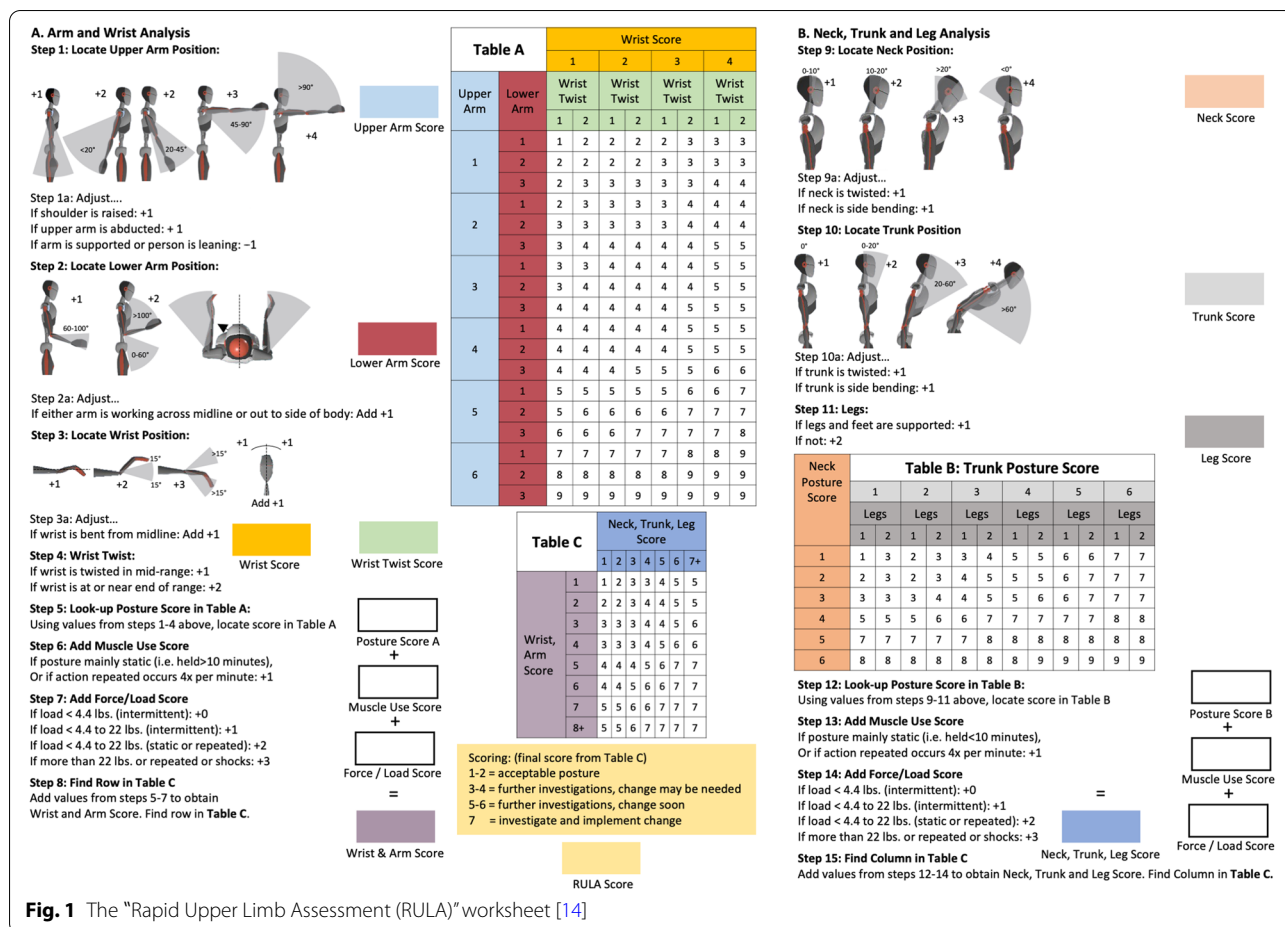 A. Arm and Wrist Analysis
Step 1: Locate Upper Arm Position:
+1
+2
+2
+3
>90°
+4
<20°
20-45°
45-90°
Upper Arm Score
Step 1a: Adjust....
If shoulder is raised: +1
If upper arm is abducted: + 1
If arm is supported or person is leaning: −1
Step 2: Locate Lower Arm Position:
+1
+2
60-100°
>100°
0-60°
Lower Arm Score
Step 2a: Adjust...
If either arm is working across midline or out to side of body: Add +1
Step 3: Locate Wrist Position:
+1
15°
+2
15°
>15°
+3
>15°
+1 +1
Add +1
Step 3a: Adjust...
If wrist is bent from midline: Add +1
Wrist Score
Wrist Twist Score
Step 4: Wrist Twist:
If wrist is twisted in mid-range: +1
If wrist is at or near end of range: +2
Step 5: Look-up Posture Score in Table A:
Using values from steps 1-4 above, locate score in Table A
Posture Score A
+
Step 6: Add Muscle Use Score
If posture mainly static (i.e. held>10 minutes),
Or if action repeated occurs 4x per minute: +1
Muscle Use Score
+
Step 7: Add Force/Load Score
If load < 4.4 lbs. (intermittent): +0
If load < 4.4 to 22 lbs. (intermittent): +1
If load < 4.4 to 22 lbs. (static or repeated): +2
If more than 22 lbs. or repeated or shocks: +3
Force / Load Score
=
Step 8: Find Row in Table C
Add values from steps 5-7 to obtain
Wrist and Arm Score. Find row in Table C.
Wrist & Arm Score
Table A
Wrist Score
1 2 3 4
Upper Arm
Lower Arm
Wrist Twist Wrist Twist Wrist Twist Wrist Twist
1 2 1 2 1 2 1 2
1 1 1 2 2 2 2 3 3 3
2 2 2 2 2 3 3 3 3
3 2 3 3 3 3 3 4 4
2 1 2 3 3 3 3 4 4 4
2 3 3 3 3 3 4 4 4
3 3 4 4 4 4 4 5 5
3 1 3 3 4 4 4 4 5 5
2 3 4 4 4 4 4 5 5
3 4 4 4 4 4 5 5 5
4 1 4 4 4 4 4 5 5 5
2 4 4 4 4 4 5 5 5
3 4 4 4 5 5 5 6 6
5 1 5 5 5 5 5 6 6 7
2 5 6 6 6 6 7 7 7
3 6 6 6 7 7 7 7 8
6 1 7 7 7 7 7 8 8 9
2 8 8 8 8 8 9 9 9
3 9 9 9 9 9 9 9 9
Table C
Neck, Trunk, Leg
Score
1 2 3 4 5 6 7+
Wrist,
Arm
Score
1 1 2 3 3 4 5 5
2 2 2 3 4 4 5 5
3 3 3 3 4 4 5 6
4 3 3 3 4 5 6 6
5 4 4 4 5 6 7 7
6 4 4 5 6 6 7 7
7 5 5 6 6 7 7 7
8+ 5 5 6 7 7 7 7
Scoring: (final score from Table C)
1-2 = acceptable posture
3-4 = further investigations, change may be needed
5-6 = further investigations, change soon
7 = investigate and implement change
RULA Score
B. Neck, Trunk and Leg Analysis
Step 9: Locate Neck Position:
0-10°
+1
10-20°
+2
>20°
+3
<0°
+4
Neck Score
Step 9a: Adjust...
If neck is twisted: +1
If neck is side bending: +1
Step 10: Locate Trunk Position
0°
+1
0-20°
+2
+3
20-60°
+4
>60°
Trunk Score
Step 10a: Adjust...
If trunk is twisted: +1
If trunk is side bending: +1
Step 11: Legs:
If legs and feet are supported: +1
If not: +2
Leg Score
Neck
Posture
Score
Table B: Trunk Posture Score
1 2 3 4 5 6
Legs Legs Legs Legs Legs Legs
1 2 1 2 1 2 1 2 1 2 1 2
1 1 3 2 3 3 4 5 5 6 6 7 7
2 2 3 2 3 4 5 5 5 6 7 7 7
3 3 3 3 4 4 5 5 6 6 7 7 7
4 5 5 5 6 6 7 7 7 7 7 8 8
5 7 7 7 7 7 8 8 8 8 8 8 8
6 8 8 8 8 8 8 8 9 9 9 9 9
Step 12: Look-up Posture Score in Table B:
Using values from steps 9-11 above, locate score in Table B
Posture Score B
+
Step 13: Add Muscle Use Score
If posture mainly static (i.e. held<10 minutes),
Or if action repeated occurs 4x per minute: +1
Muscle Use Score
+
Step 14: Add Force/Load Score
If load < 4.4 lbs. (intermittent): +0
If load < 4.4 to 22 lbs. (intermittent): +1
If load < 4.4 to 22 lbs. (static or repeated): +2
If more than 22 lbs. or repeated or shocks: +3
=
Neck, Trunk, Leg Score
Force / Load Score
Step 15: Find Column in Table C
Add values from steps 12-14 to obtain Neck, Trunk and Leg Score. Find Column in Table C.
Fig. 1 The “Rapid Upper Limb Assessment (RULA)” worksheet [14]